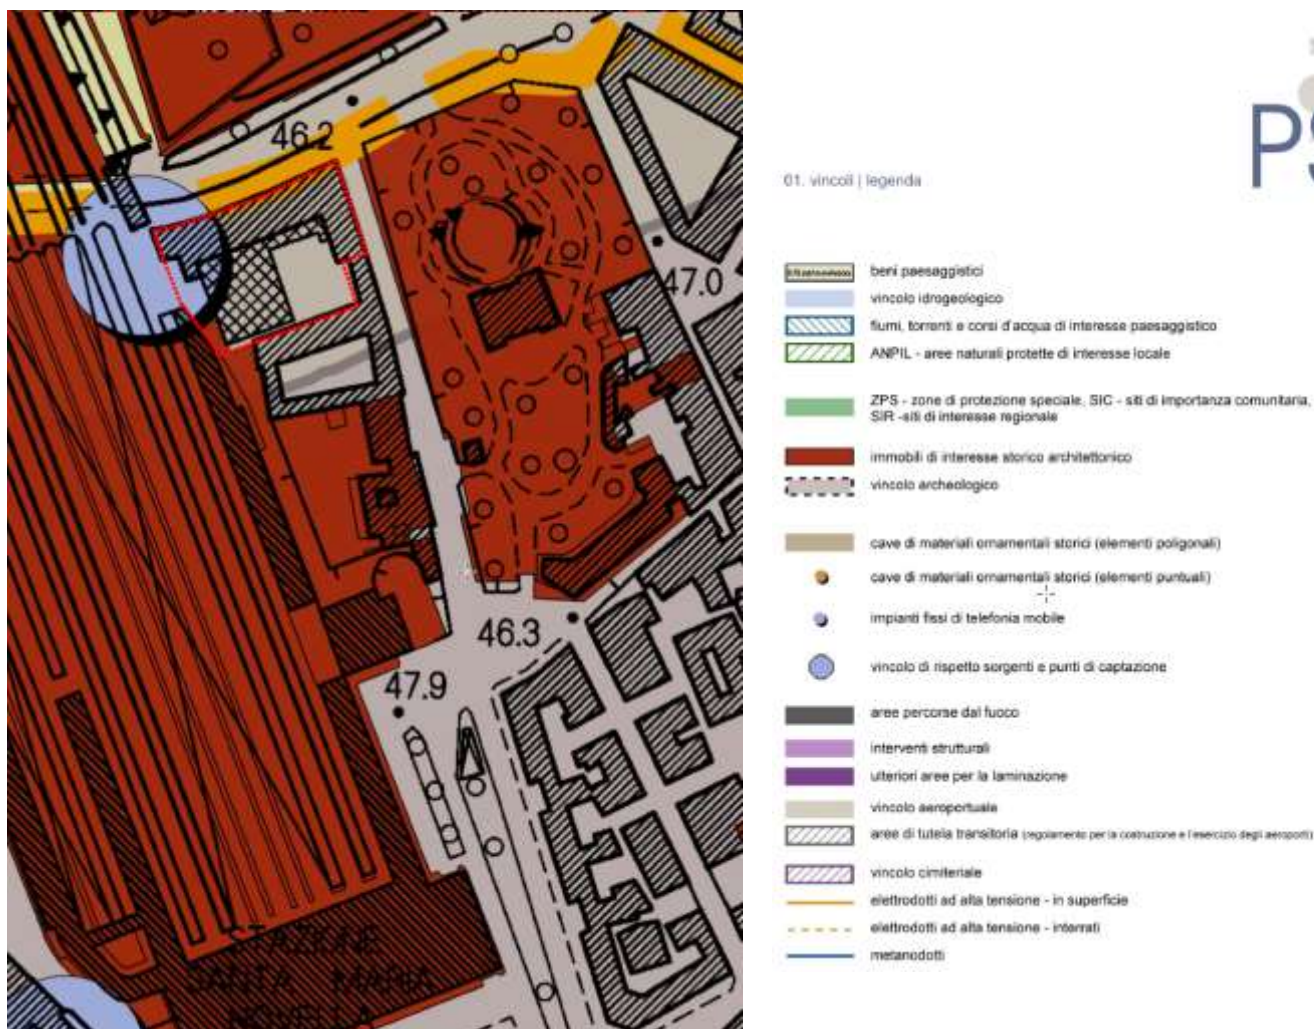 46.2
47.0
46.3
47.9
STAZIONE
SANTA MARIA
NOVELLA
PS
01. vincoli | legenda
beni paesaggistici
vincolo idrogeologico
fiumi, torrenti e corsi d'acqua di interesse paesaggistico
ANPIL - aree naturali protette di interesse locale
ZPS - zone di protezione speciale, SIC - siti di importanza comunitaria,
SIR -siti di interesse regionale
immobili di interesse storico architettonico
vincolo archeologico
cave di materiali ornamentali storici (elementi poligonali)
cave di materiali ornamentali storici (elementi puntuali)
impianti fissi di telefonia mobile
vincolo di rispetto sorgenti e punti di captazione
aree percorse dal fuoco
interventi strutturali
ulteriori aree per la laminazione
vincolo aeroportuale
aree di tutela transitoria (regolamento per la costruzione e l'esercizio degli aeroporti)
vincolo cimiteriale
elettrodotti ad alta tensione - in superficie
elettrodotti ad alta tensione - interrati
metanodotti